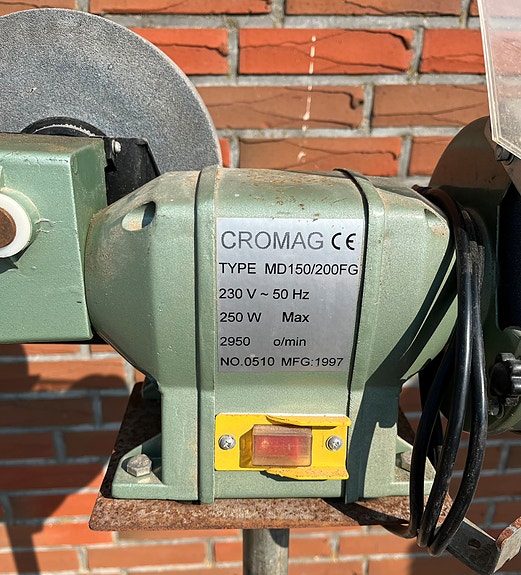 CROMAG CE
TYPE MD150/200FG
230 V ~ 50 Hz
250 W Max
2950 o/min
NO.0510 MFG:1997